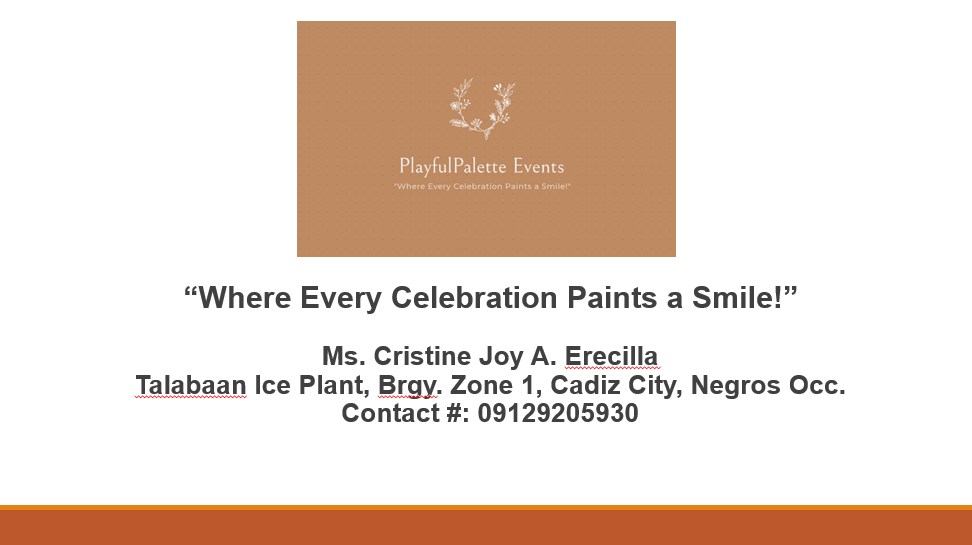 PlayfulPalette Events
"Where Every Celebration Paints a Smile!"
“Where Every Celebration Paints a Smile!”
Ms. Cristine Joy A. Erecilla
Talabaan Ice Plant, Brgy. Zone 1, Cadiz City, Negros Occ.
Contact #: 09129205930